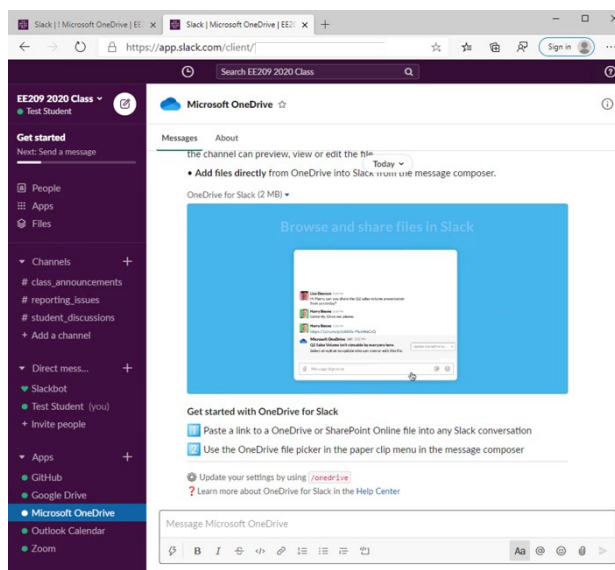 Slack | ! Microsoft OneDrive | EE
Slack | Microsoft OneDrive | EE2
https://app.slack.com/client/
Sign in
Search EE209 2020 Class
EE209 2020 Class
Test Student
Get started
Next: Send a message
People
Apps
Files
Channels
# class_announcements
# reporting_issues
# student_discussions
+ Add a channel
Direct mess...
Slackbot
Test Student (you)
+ Invite people
Apps
GitHub
Google Drive
Microsoft OneDrive
Outlook Calendar
Zoom
Microsoft OneDrive
Messages About
the channel can preview, view or edit the file
Today
• Add files directly from OneDrive into Slack from the message composer.
OneDrive for Slack (2 MB)
Browse and share files in Slack
Harry Boone
Harry Boone
Microsoft OneDrive
Get started with OneDrive for Slack
1 Paste a link to a OneDrive or SharePoint Online file into any Slack conversation
2 Use the OneDrive file picker in the paper clip menu in the message composer
Update your settings by using /onedrive
? Learn more about OneDrive for Slack in the Help Center
Message Microsoft OneDrive
B I S </> Aa @